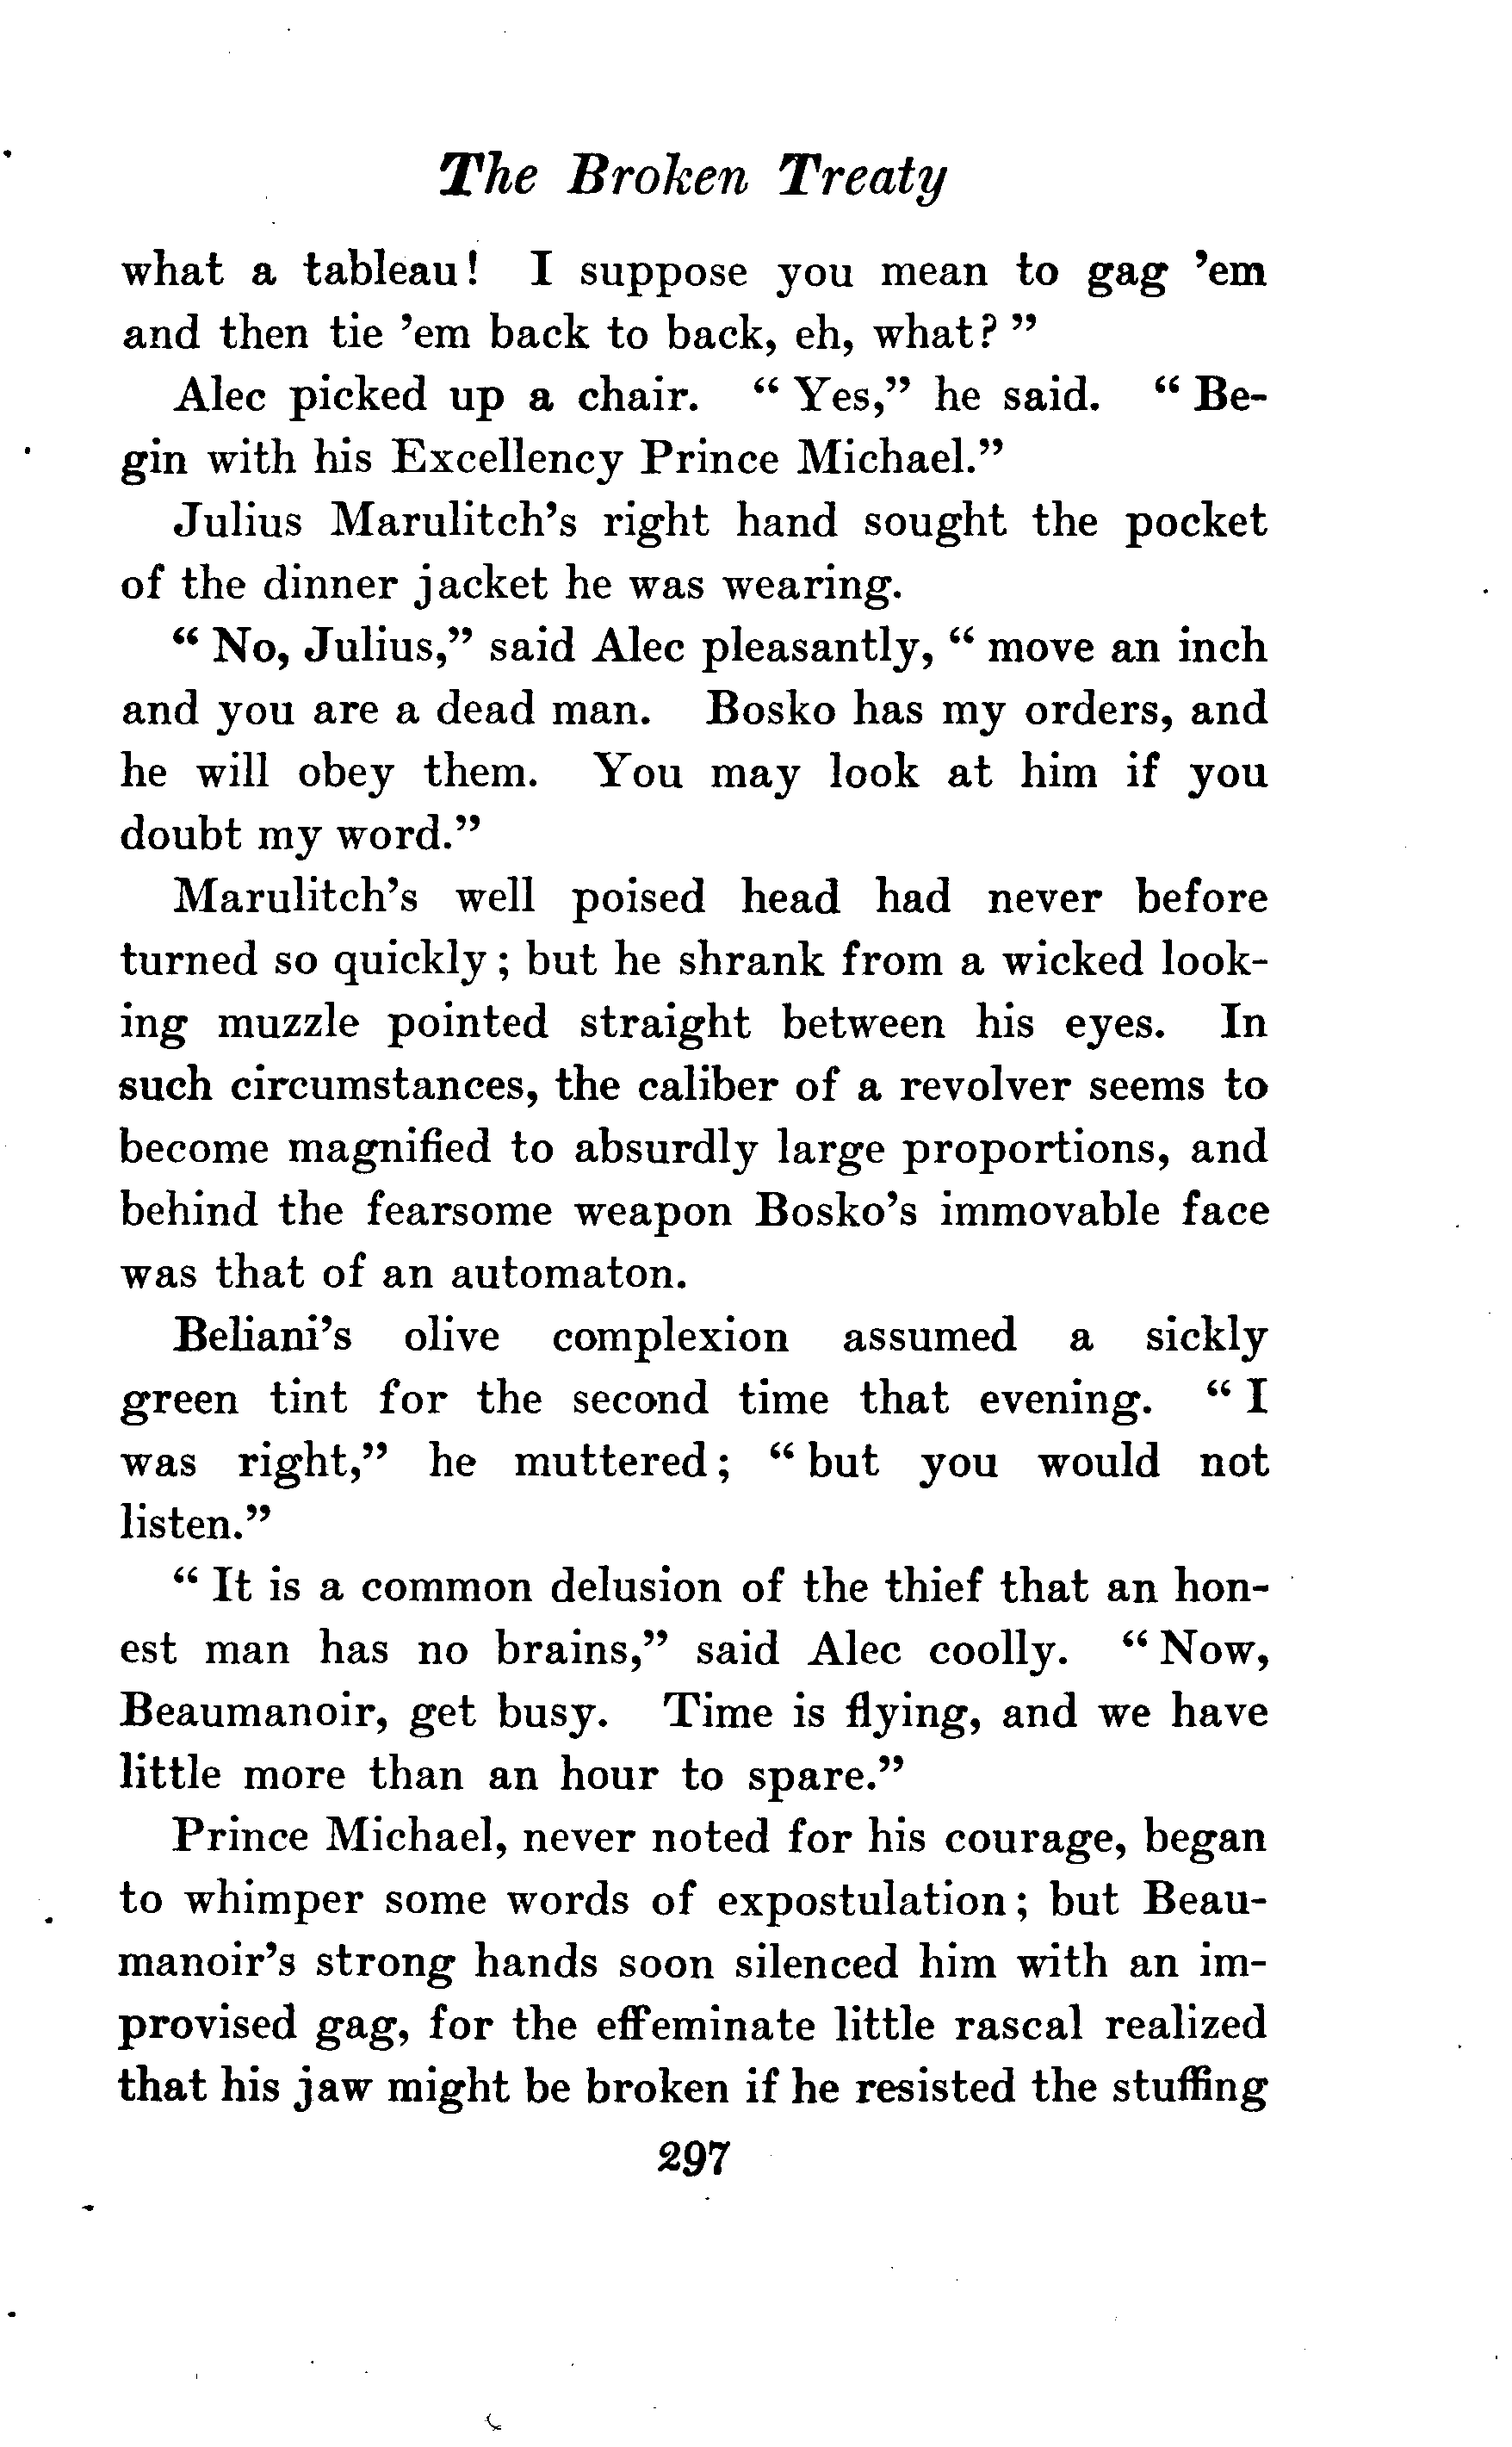 The Broken Treaty
what a tableau! I suppose you mean to gag 'em
and then tie 'em back to back, eh, what?"
Alec picked up a chair. "Yes," he said. "Be-
gin with his Excellency Prince Michael."
Julius Marulitch's right hand sought the pocket
of the dinner jacket he was wearing.
"No, Julius," said Alec pleasantly, "move an inch
and you are a dead man. Bosko has my orders, and
he will obey them. You may look at him if you
doubt my word."
Marulitch's well poised head had never before
turned so quickly; but he shrank from a wicked look-
ing muzzle pointed straight between his eyes. In
such circumstances, the caliber of a revolver seems to
become magnified to absurdly large proportions, and
behind the fearsome weapon Bosko's immovable face
was that of an automaton.
Beliani's olive complexion assumed a sickly
green tint for the second time that evening. "I
was right," he muttered; "but you would not
listen."
"It is a common delusion of the thief that an hon-
est man has no brains," said Alec coolly. "Now,
Beaumanoir, get busy. Time is flying, and we have
little more than an hour to spare."
Prince Michael, never noted for his courage, began
to whimper some words of expostulation; but Beau-
manoir's strong hands soon silenced him with an im-
provised gag, for the effeminate little rascal realized
that his jaw might be broken if he resisted the stuffing
297